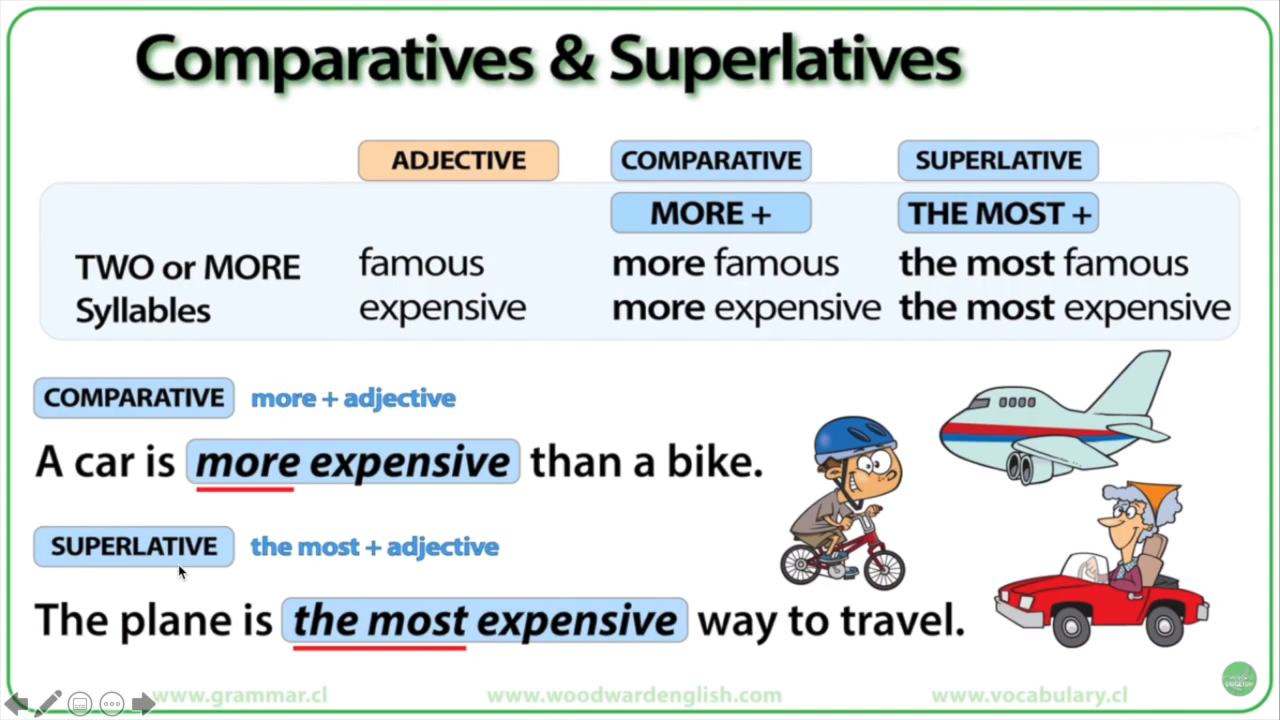 Comparatives & Superlatives
ADJECTIVE COMPARATIVE SUPERLATIVE
MORE + THE MOST +
TWO or MORE famous more famous the most famous
Syllables expensive more expensive the most expensive
COMPARATIVE more + adjective
A car is more expensive than a bike.
SUPERLATIVE the most + adjective
The plane is the most expensive way to travel.
www.grammar.cl www.woodwardenglish.com www.vocabulary.cl
WOODWARD
ENGLISH